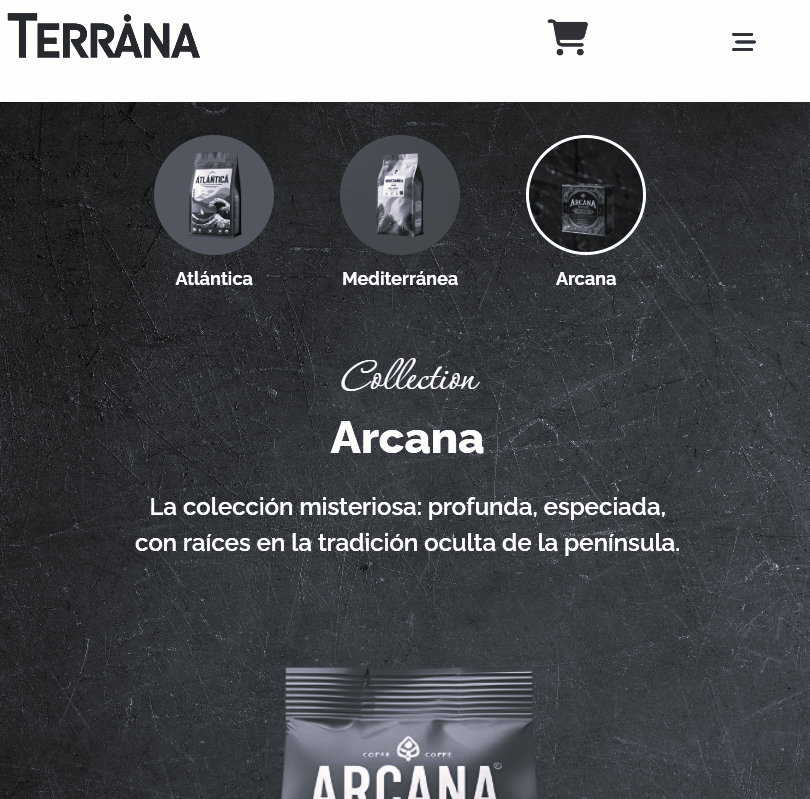 TERRȦNA
ATLÁNTICA
ARCANA
Atlántica
Mediterránea
Arcana
Collection
Arcana
La colección misteriosa: profunda, especiada,
con raíces en la tradición oculta de la península.
COFFE COFFE
ARCANA®